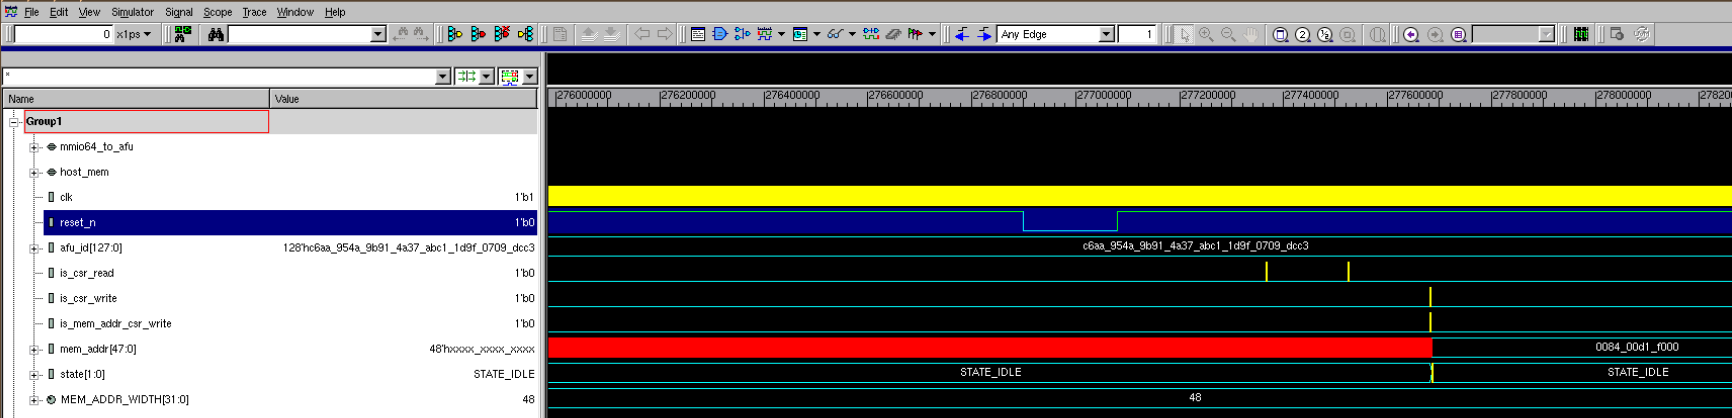 File Edit View Simulator Signal Scope Trace Window Help
0 x1ps Any Edge 1
*
Name Value 276000000 276200000 276400000 276600000 276800000 277000000 277200000 277400000 277600000 277800000 278000000 27820
Group1
mmio64_to_afu
host_mem
clk 1'b1
reset_n 1'b0
afu_id[127:0] 128'hc6aa_954a_9b91_4a37_abc1_1d9f_0709_dcc3 c6aa_954a_9b91_4a37_abc1_1d9f_0709_dcc3
is_csr_read 1'b0
is_csr_write 1'b0
is_mem_addr_csr_write 1'b0
mem_addr[47:0] 48'hxxxx_xxxx_xxxx 0084_00d1_f000
state[1:0] STATE_IDLE STATE_IDLE STATE_IDLE
MEM_ADDR_WIDTH[31:0] 48 48